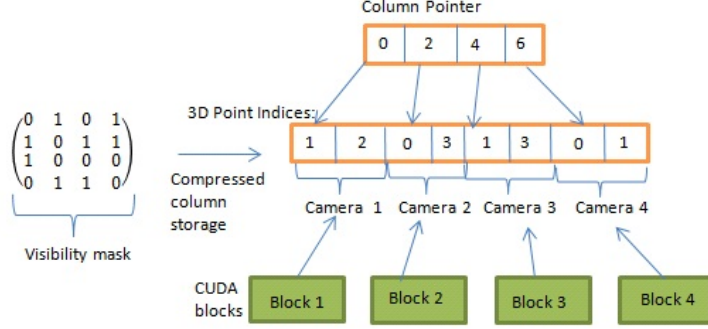 Column Pointer
0 2 4 6
3D Point Indices:
0 1 0 1
1 0 1 1
1 0 0 0
0 1 1 0
1 2 0 3 1 3 0 1
Compressed
column
storage
Camera 1 Camera 2 Camera 3 Camera 4
Visibility mask
CUDA
blocks
Block 1 Block 2 Block 3 Block 4